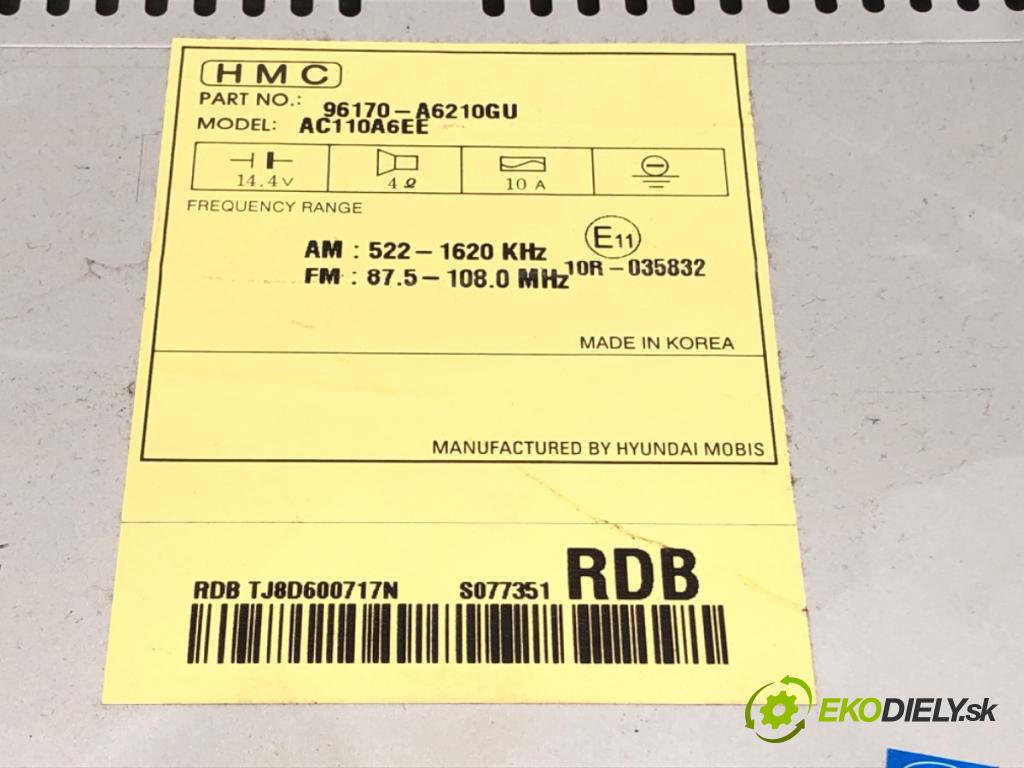 HMC
PART NO.: 96170-A6210GU
MODEL: AC110A6EE
14.4V 4Ω 10 A
FREQUENCY RANGE
AM : 522-1620 KHz E11
FM : 87.5-108.0 MHz 10R-035832
MADE IN KOREA
MANUFACTURED BY HYUNDAI MOBIS
RDB TJ8D600717N S077351 RDB
EKODIELY.sk